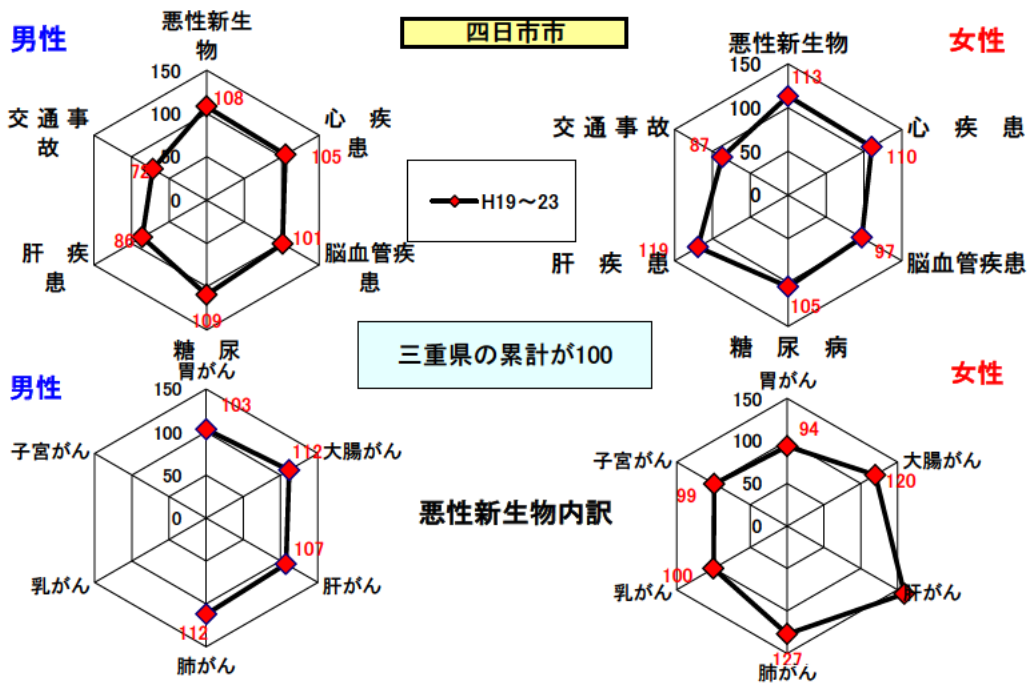 男性
四日市市
女性
悪性新生
物
150
100
50
0
108
心 疾
患
105
101
脳血管疾
患
109
糖 尿
86
肝 疾
患
72
交 通 事
故
H19～23
悪性新生物
150
100
50
0
113
心 疾 患
110
97
脳血管疾患
105
糖 尿 病
119
肝 疾 患
87
交 通 事 故
三重県の累計が100
男性
女性
胃がん
150
100
50
0
103
大腸がん
112
107
肝がん
112
肺がん
乳がん
子宮がん
悪性新生物内訳
胃がん
150
100
50
0
94
大腸がん
120
肝がん
127
肺がん
100
乳がん
99
子宮がん